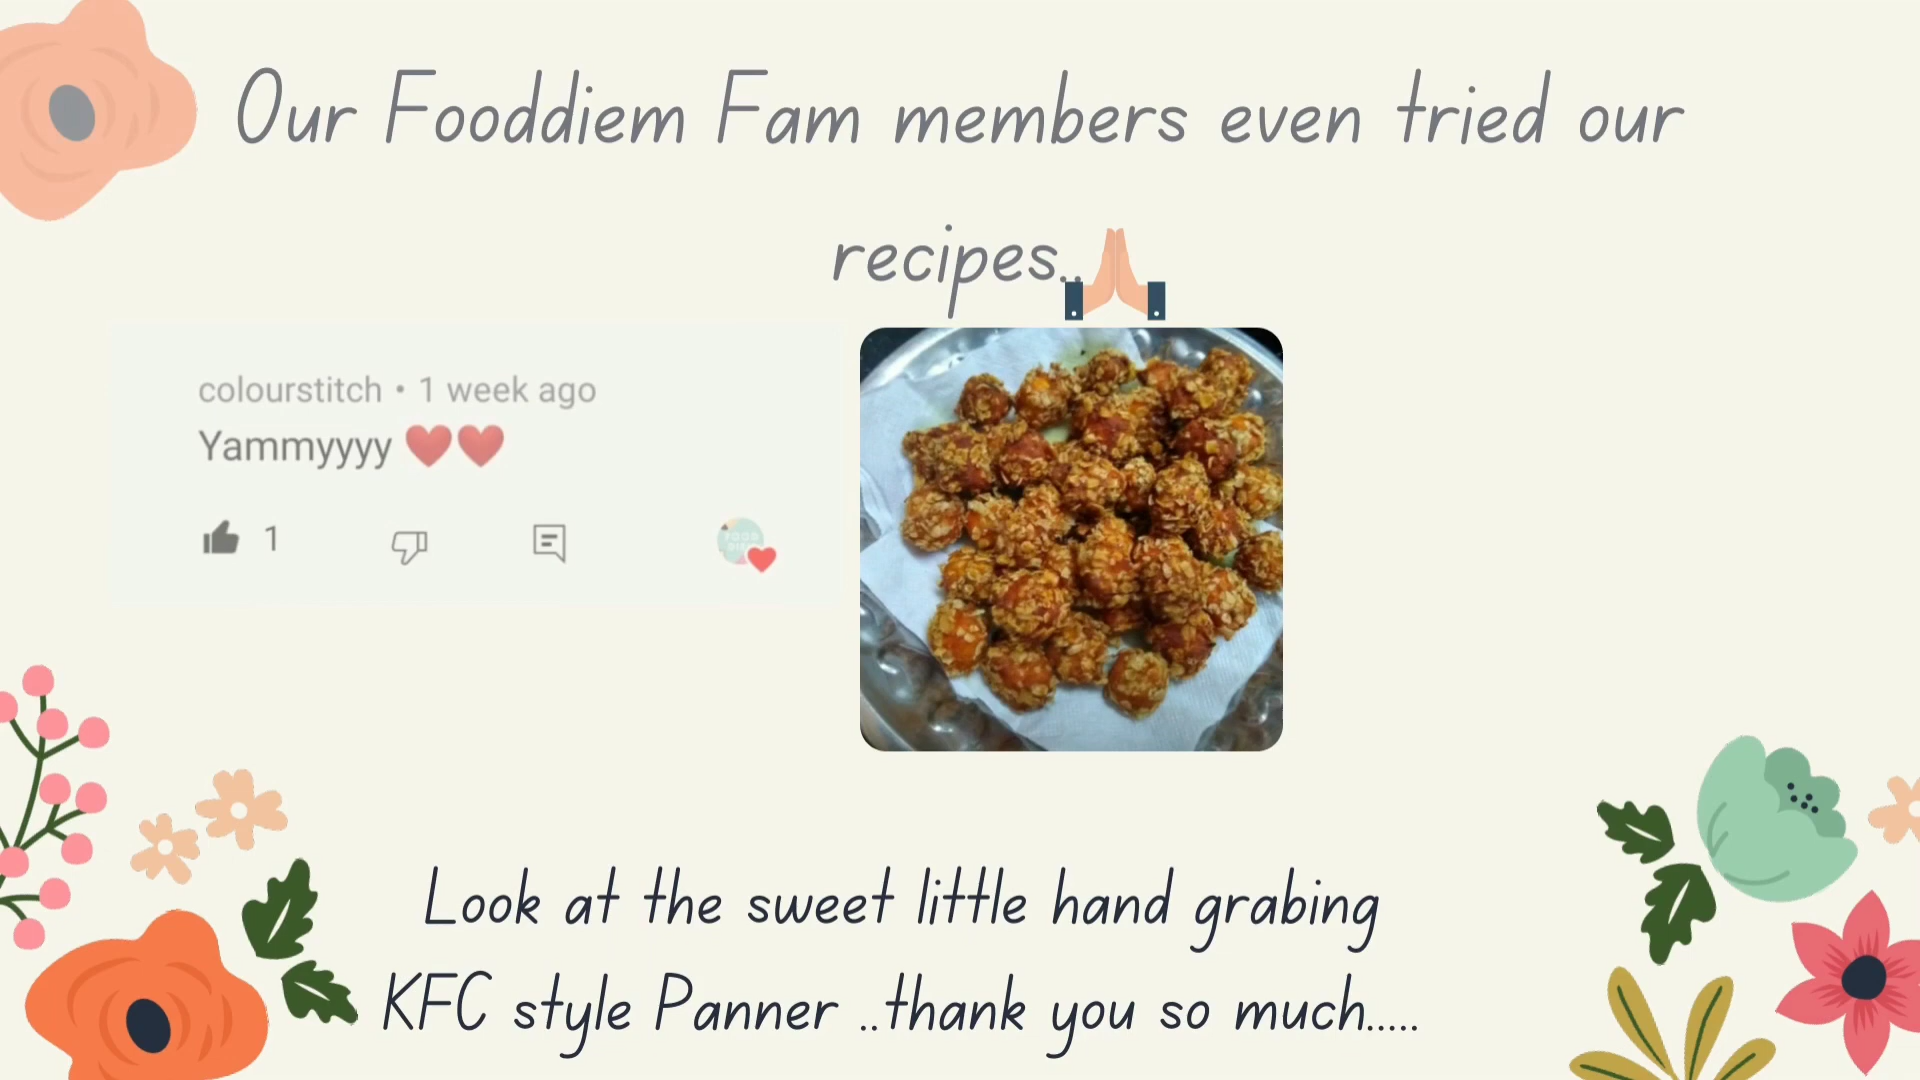 Our Fooddiem Fam members even tried our
recipes..🙏
colourstitch • 1 week ago
Yammyyyy ❤️❤️
1
FOOD
Look at the sweet little hand grabing
KFC style Panner ..thank you so much.....